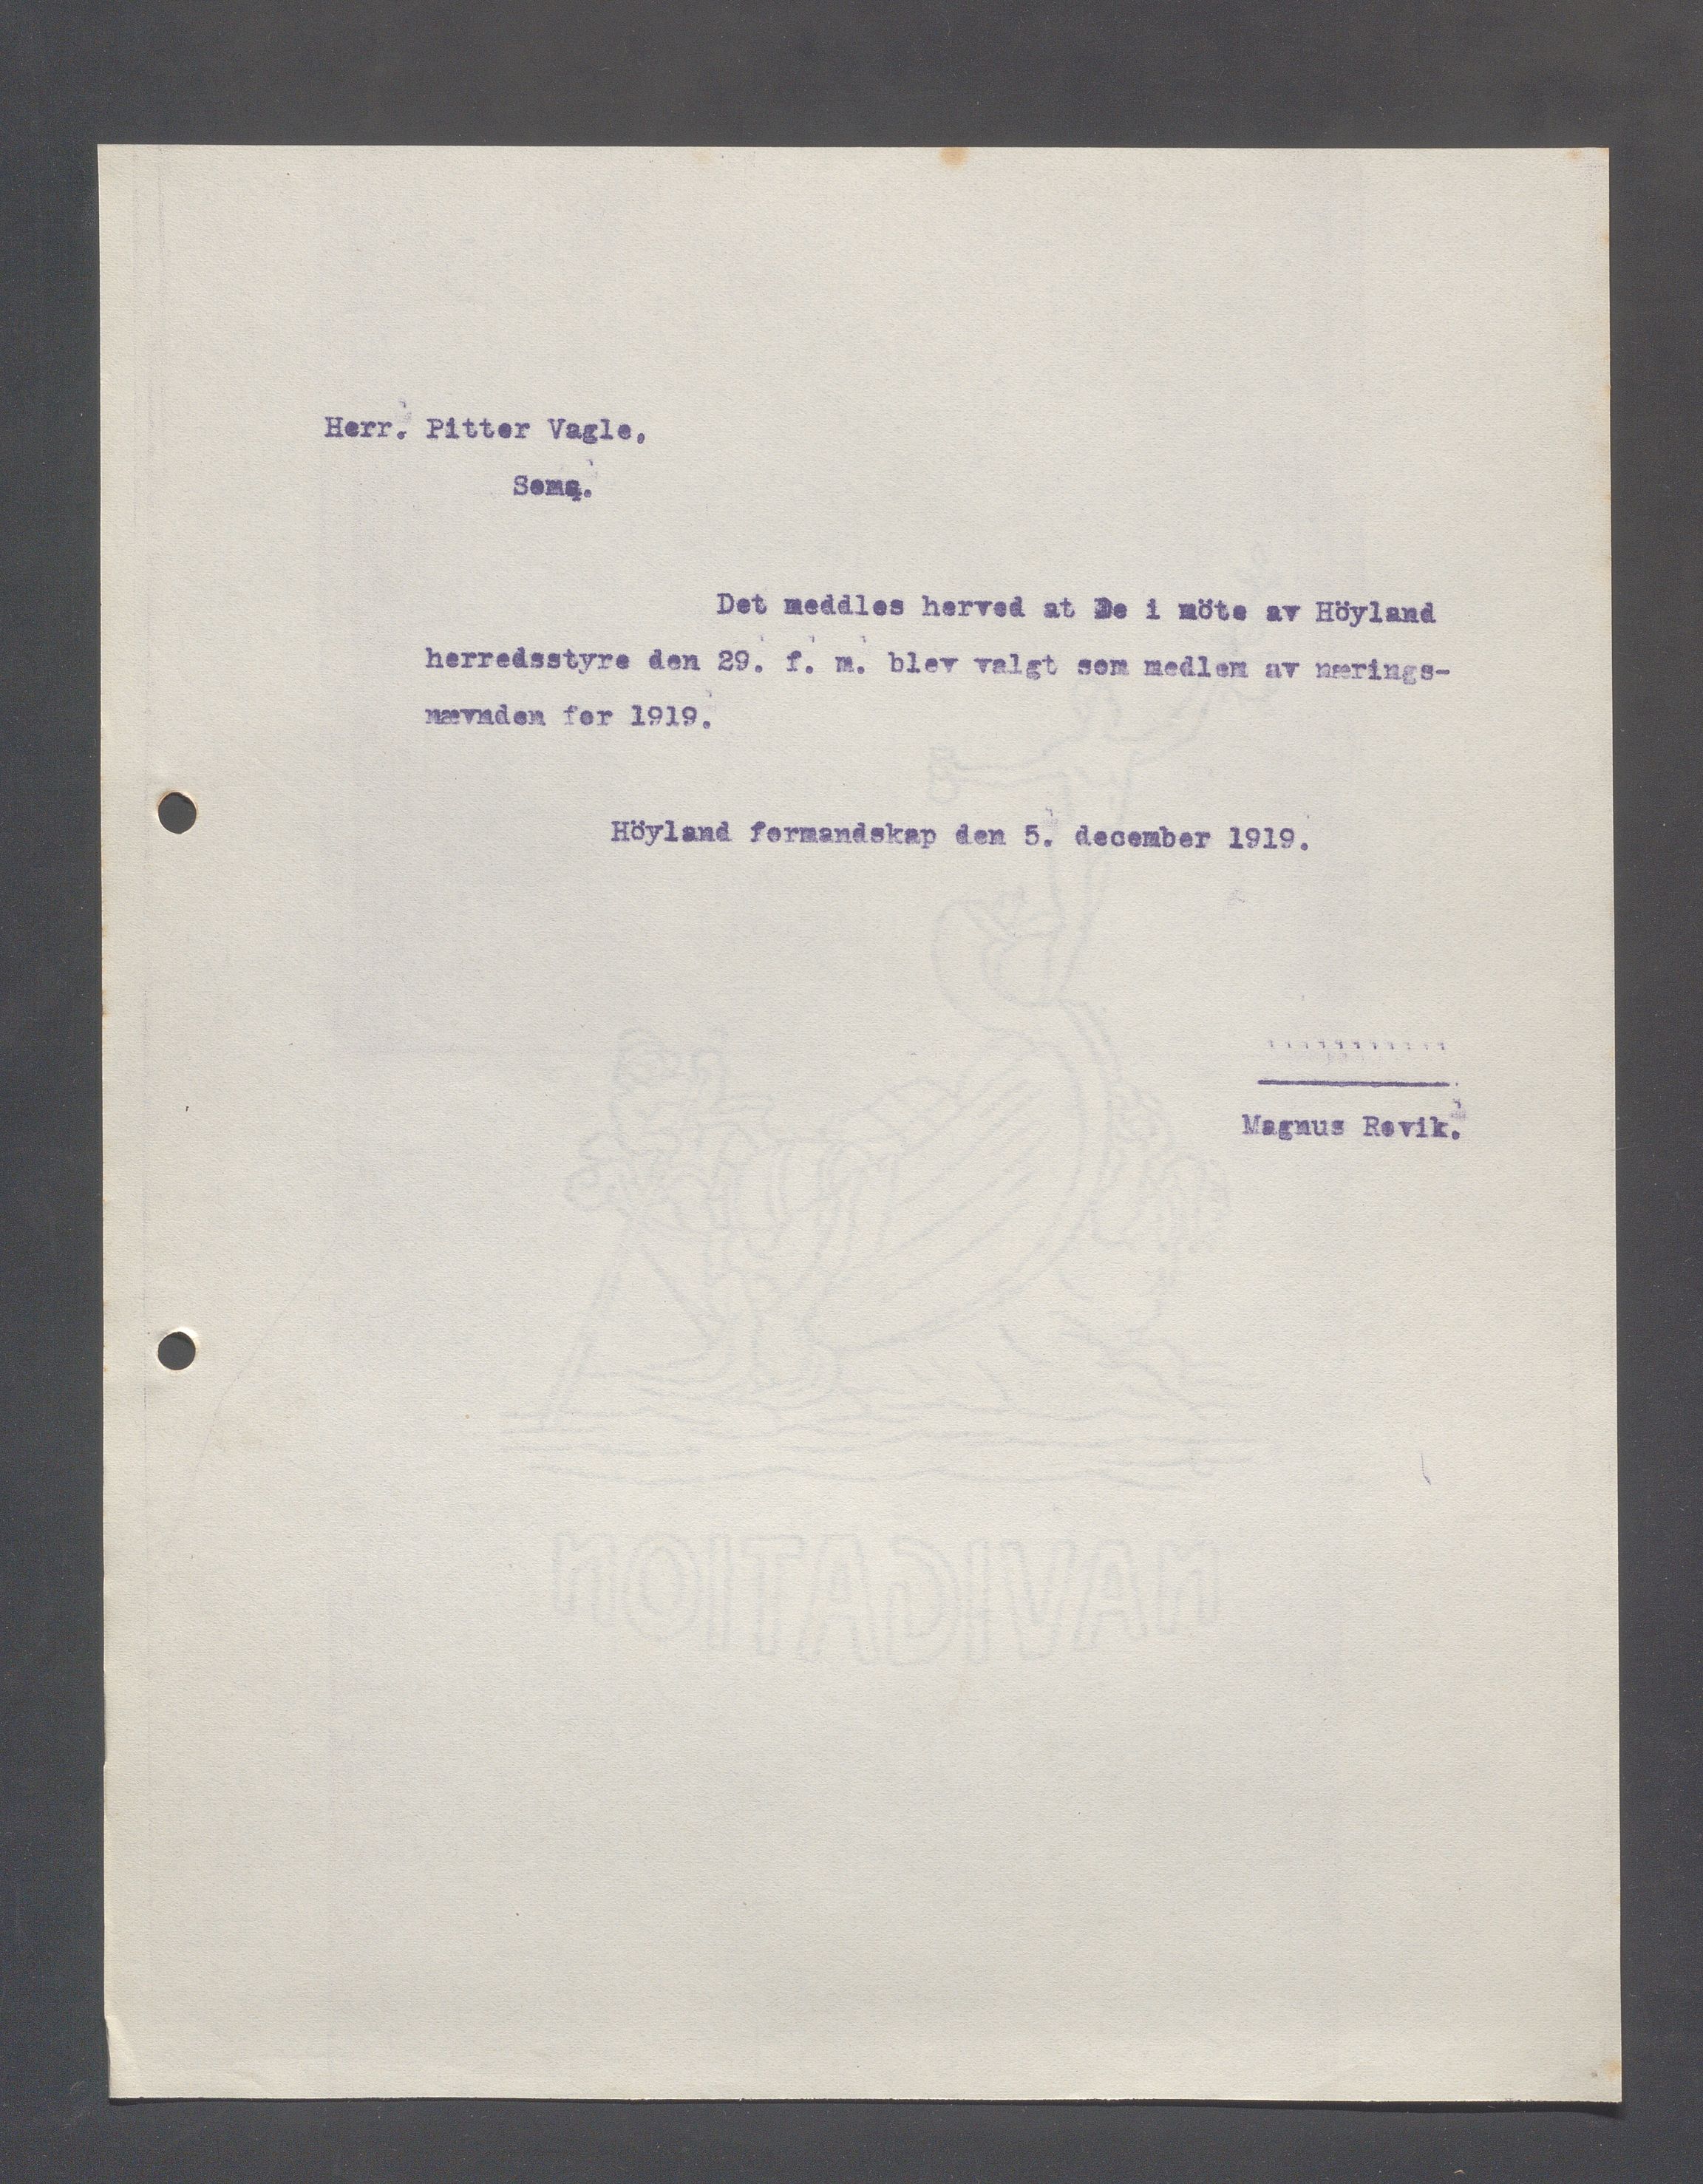 Herr. Pitter Vagle,
Soma.
Det meddles herved at De i möte av Höyland
herredsstyre den 29. f. m. blev valgt som medlem av nærings-
nævnden for 1919.
Höyland formandskap den 5. december 1919.
Magnus Revik.
NAVIGATION